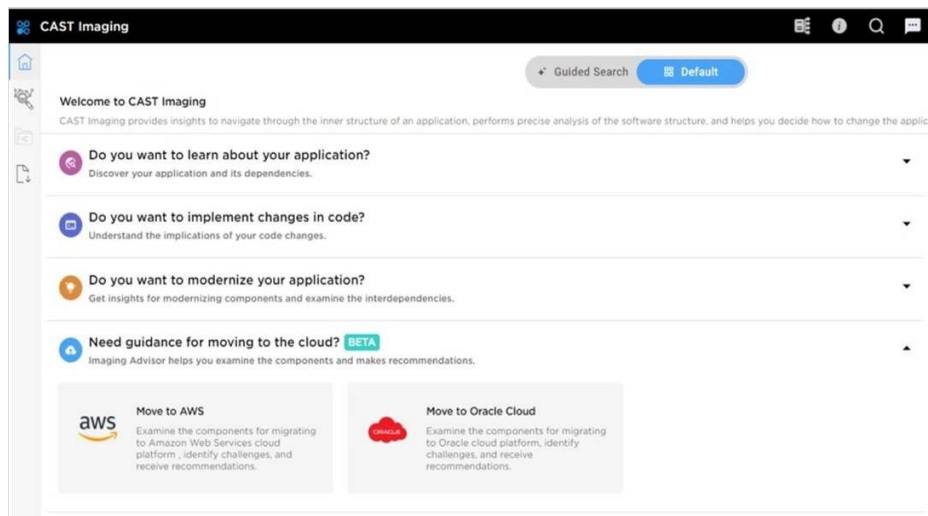 CAST Imaging
Guided Search
Default
Welcome to CAST Imaging
CAST Imaging provides insights to navigate through the inner structure of an application, performs precise analysis of the software structure, and helps you decide how to change the applic
Do you want to learn about your application?
Discover your application and its dependencies.
Do you want to implement changes in code?
Understand the implications of your code changes.
Do you want to modernize your application?
Get insights for modernizing components and examine the interdependencies.
Need guidance for moving to the cloud? BETA
Imaging Advisor helps you examine the components and makes recommendations.
aws
Move to AWS
Examine the components for migrating
to Amazon Web Services cloud
platform , identify challenges, and
receive recommendations.
ORACLE
Move to Oracle Cloud
Examine the components for migrating
to Oracle cloud platform, identify
challenges, and receive
recommendations.